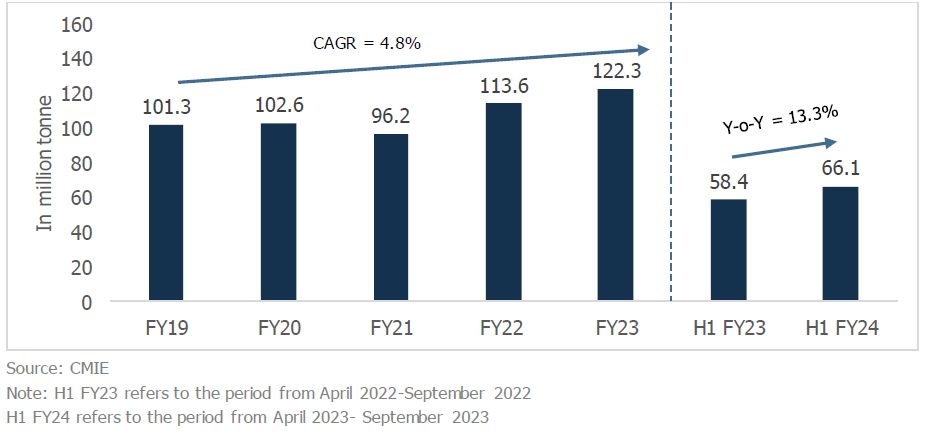 160
140
120
100
80
60
40
20
0
In million tonne
CAGR = 4.8%
101.3
102.6
96.2
113.6
122.3
Y-o-Y = 13.3%
58.4
66.1
FY19 FY20 FY21 FY22 FY23 H1 FY23 H1 FY24
Source: CMIE
Note: H1 FY23 refers to the period from April 2022-September 2022
H1 FY24 refers to the period from April 2023- September 2023